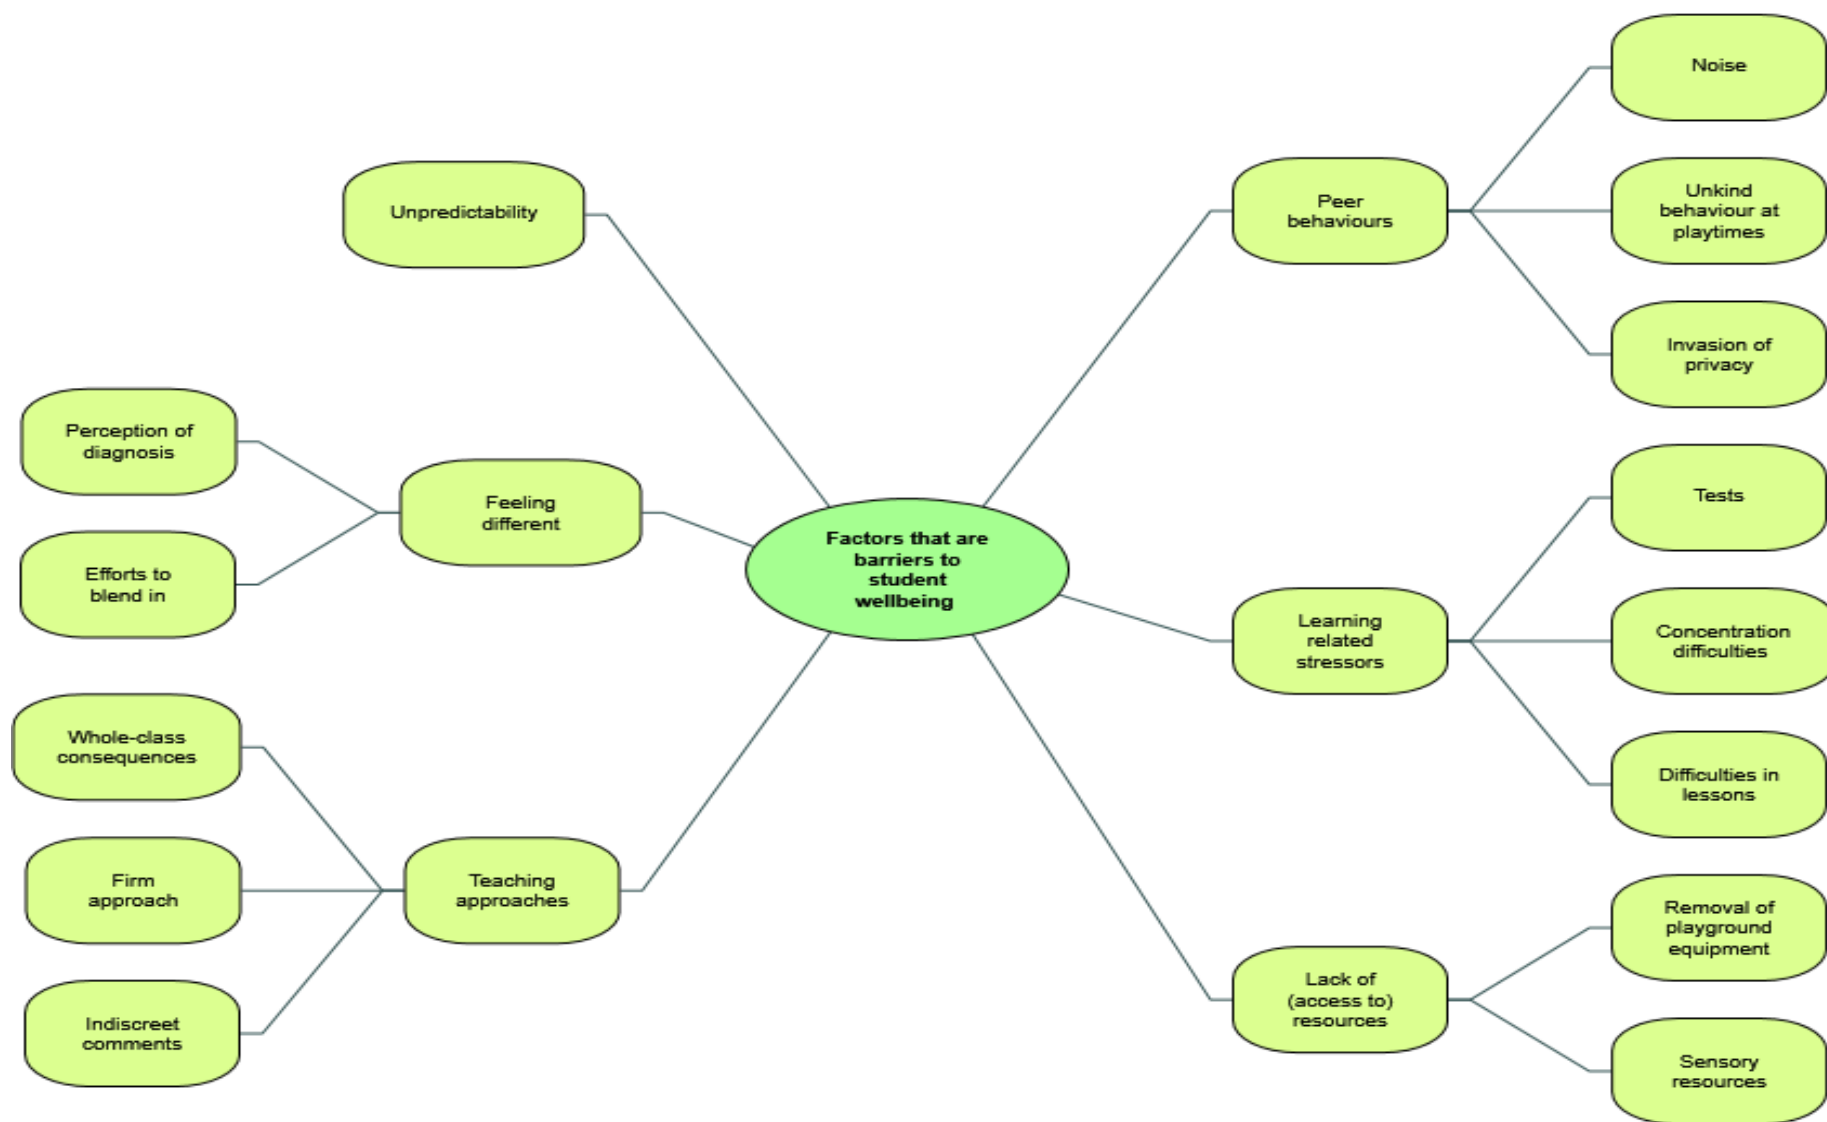 Factors that are
barriers to
student
wellbeing
Unpredictability
Feeling
different
Perception of
diagnosis
Efforts to
blend in
Teaching
approaches
Whole-class
consequences
Firm
approach
Indiscreet
comments
Peer
behaviours
Noise
Unkind
behaviour at
playtimes
Invasion of
privacy
Learning
related
stressors
Tests
Concentration
difficulties
Difficulties in
lessons
Lack of
(access to)
resources
Removal of
playground
equipment
Sensory
resources